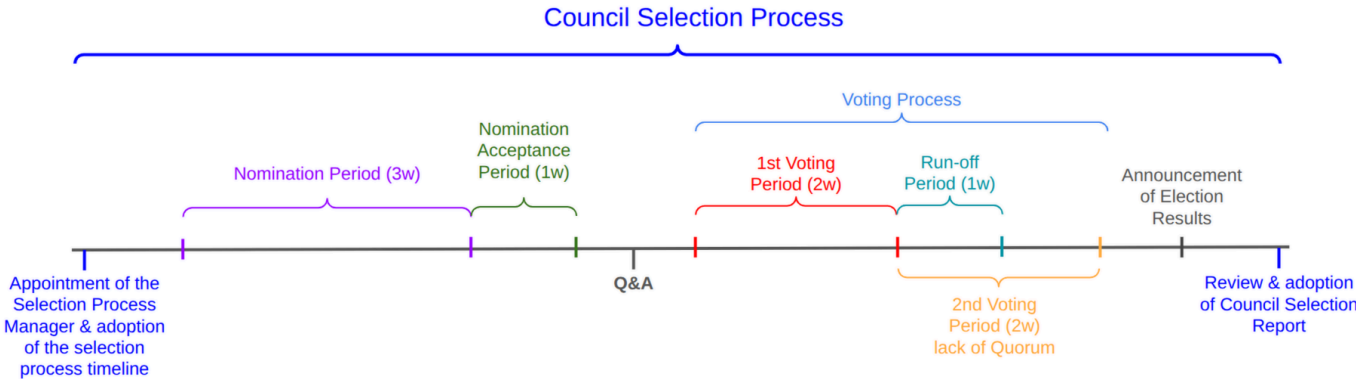 Council Selection Process
Voting Process
Nomination
Acceptance
Period (1w)
Nomination Period (3w)
1st Voting
Period (2w)
Run-off
Period (1w)
Announcement
of Election
Results
Appointment of the
Selection Process
Manager & adoption
of the selection
process timeline
Q&A
2nd Voting
Period (2w)
lack of Quorum
Review & adoption
of Council Selection
Report